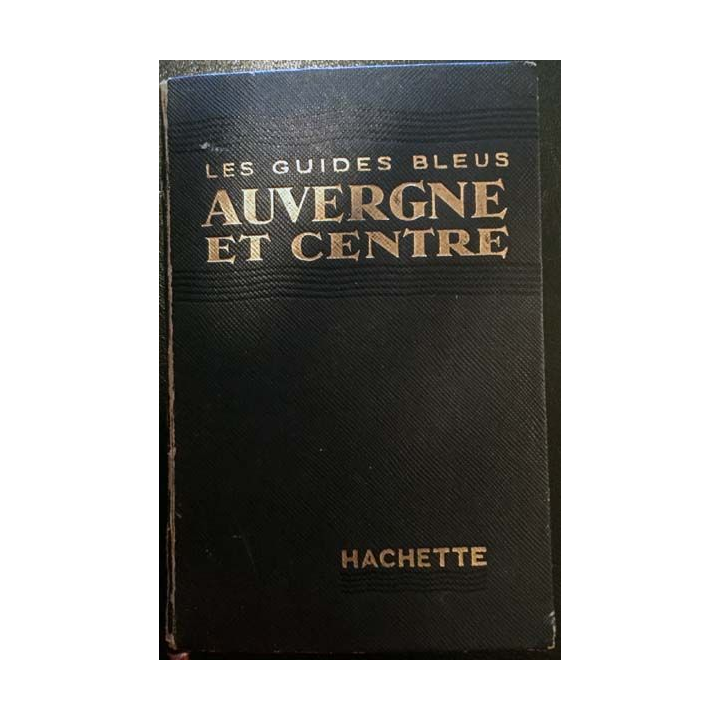 LES GUIDES BLEUS
AUVERGNE
ET CENTRE
HACHETTE